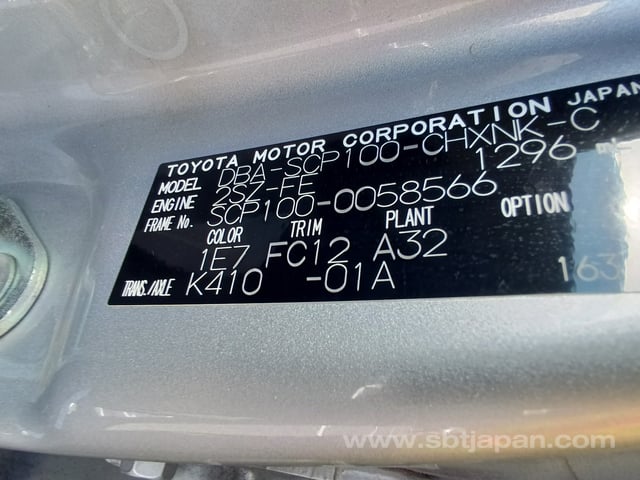 TOYOTA MOTOR CORPORATION JAPAN
MODEL DBA-SCP100-CHXNK-C
ENGINE 2SZ-FE 1296
FRAME No. SCP100-0058566
COLOR TRIM PLANT OPTION
1E7 FC12 A32
TRANS./AXLE K410 -01A 163
www.sbtjapan.com